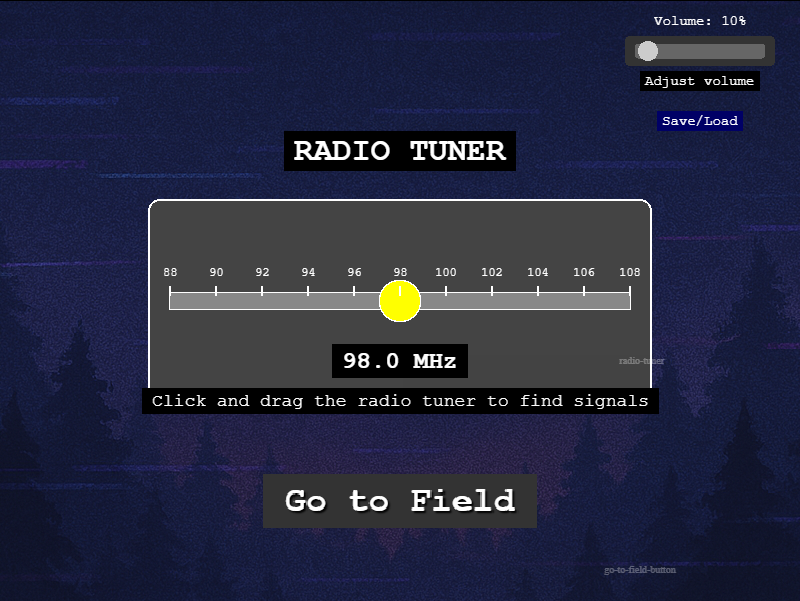 Volume: 10%
Adjust volume
Save/Load
RADIO TUNER
88 90 92 94 96 98 100 102 104 106 108
98.0 MHz
radio-tuner
Click and drag the radio tuner to find signals
Go to Field
go-to-field-button